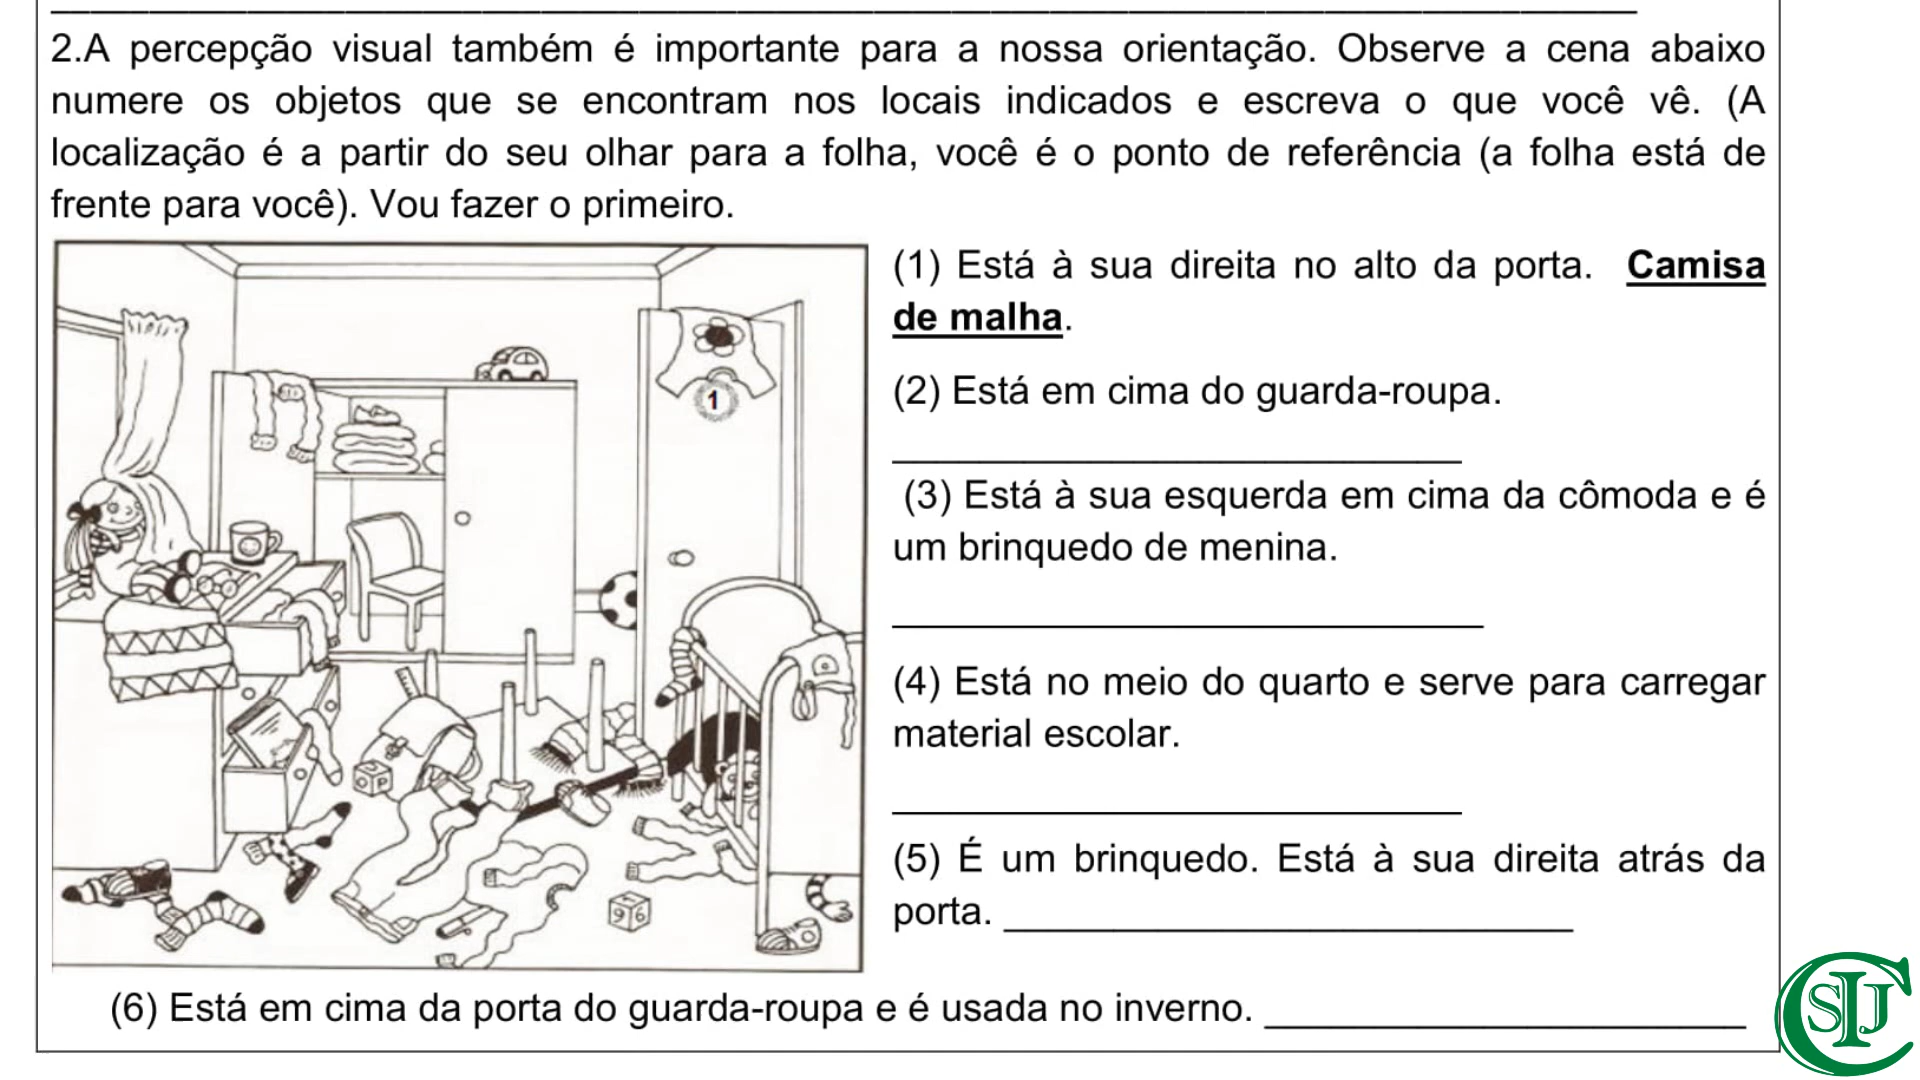 2.A percepção visual também é importante para a nossa orientação. Observe a cena abaixo
numere os objetos que se encontram nos locais indicados e escreva o que você vê. (A
localização é a partir do seu olhar para a folha, você é o ponto de referência (a folha está de
frente para você). Vou fazer o primeiro.
(1) Está à sua direita no alto da porta. Camisa
de malha.
1
(2) Está em cima do guarda-roupa.
(3) Está à sua esquerda em cima da cômoda e é
um brinquedo de menina.
(4) Está no meio do quarto e serve para carregar
material escolar.
(5) É um brinquedo. Está à sua direita atrás da
porta.
(6) Está em cima da porta do guarda-roupa e é usada no inverno.
O P
9 6
CSIJ